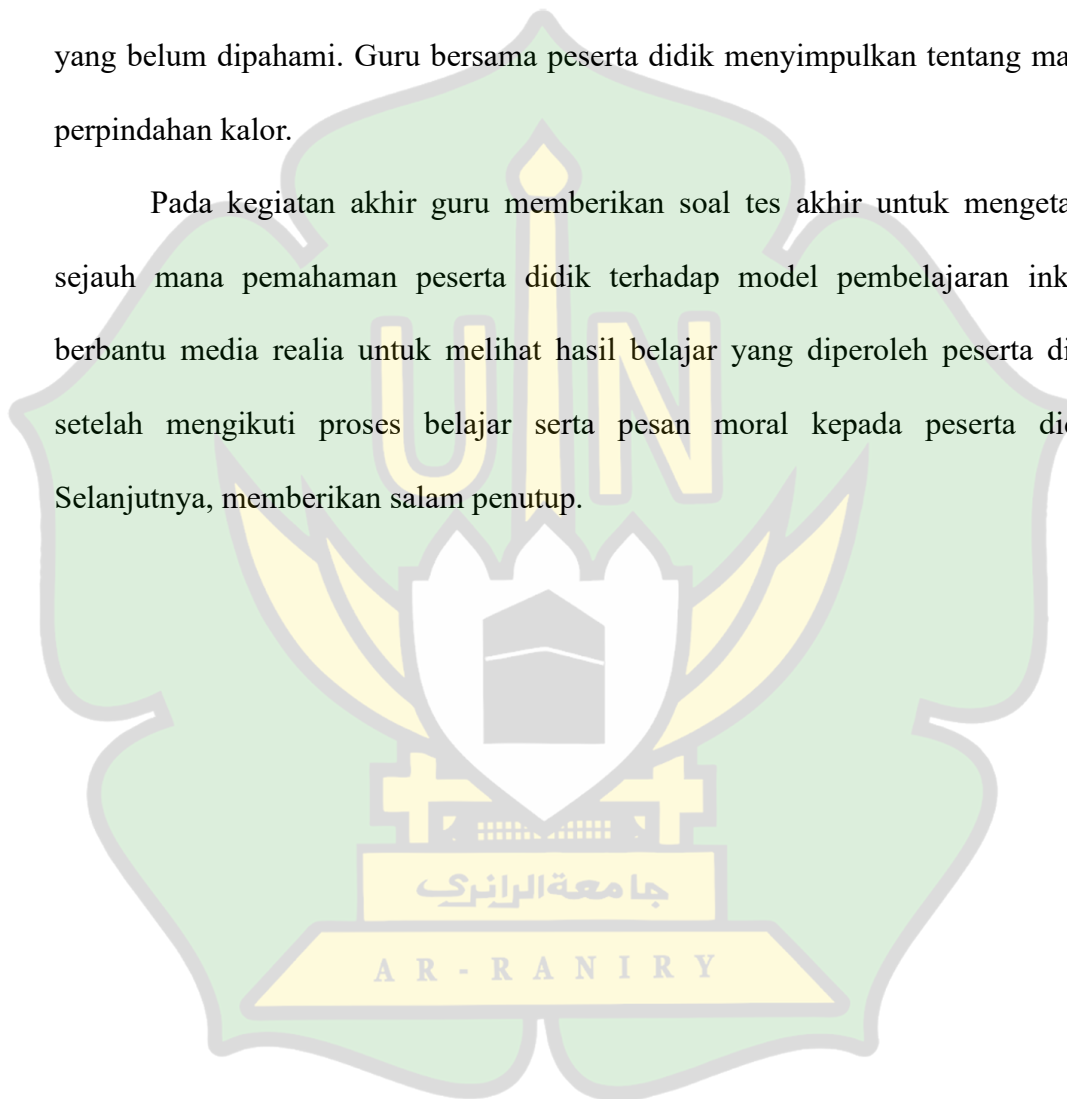 yang belum dipahami. Guru bersama peserta didik menyimpulkan tentang ma
perpindahan kalor.
Pada kegiatan akhir guru memberikan soal tes akhir untuk mengeta
sejauh mana pemahaman peserta didik terhadap model pembelajaran ink
berbantu media realia untuk melihat hasil belajar yang diperoleh peserta di
setelah mengikuti proses belajar serta pesan moral kepada peserta did
Selanjutnya, memberikan salam penutup.
UIN
جامعة الرانري
AR-RANIRY